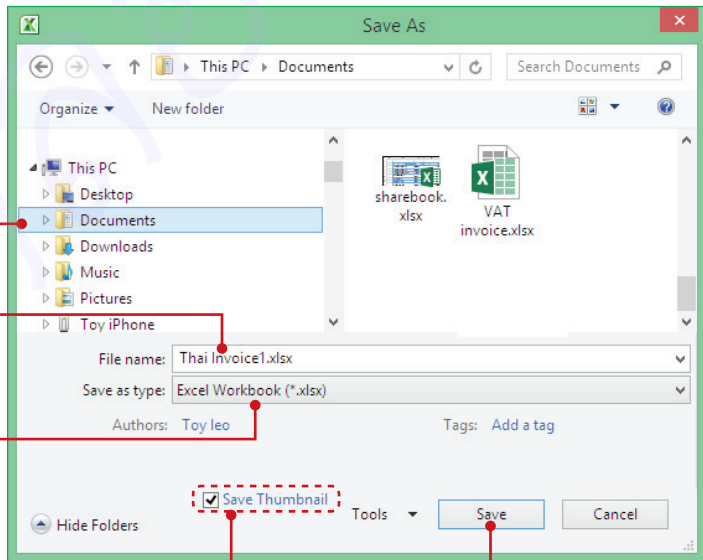 Save As
This PC Documents Search Documents
Organize New folder
This PC
Desktop
Documents
Downloads
Music
Pictures
Toy iPhone
sharebook.
xlsx
VAT
invoice.xlsx
File name: Thai Invoice1.xlsx
Save as type: Excel Workbook (*.xlsx)
Authors: Toy leo Tags: Add a tag
Save Thumbnail
Hide Folders Tools Save Cancel